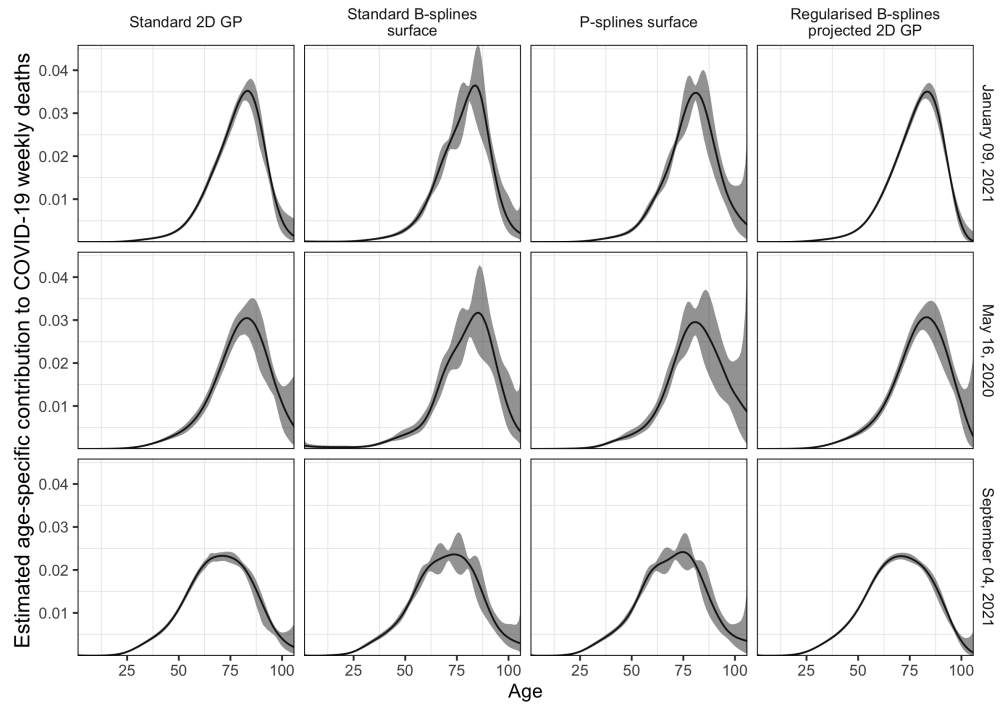 Standard 2D GP
Standard B-splines
surface
P-splines surface
Regularised B-splines
projected 2D GP
Estimated age-specific contribution to COVID-19 weekly deaths
0.04
0.03
0.02
0.01
January 09, 2021
0.04
0.03
0.02
0.01
May 16, 2020
0.04
0.03
0.02
0.01
September 04, 2021
25 50 75 100 25 50 75 100 25 50 75 100 25 50 75 100
Age